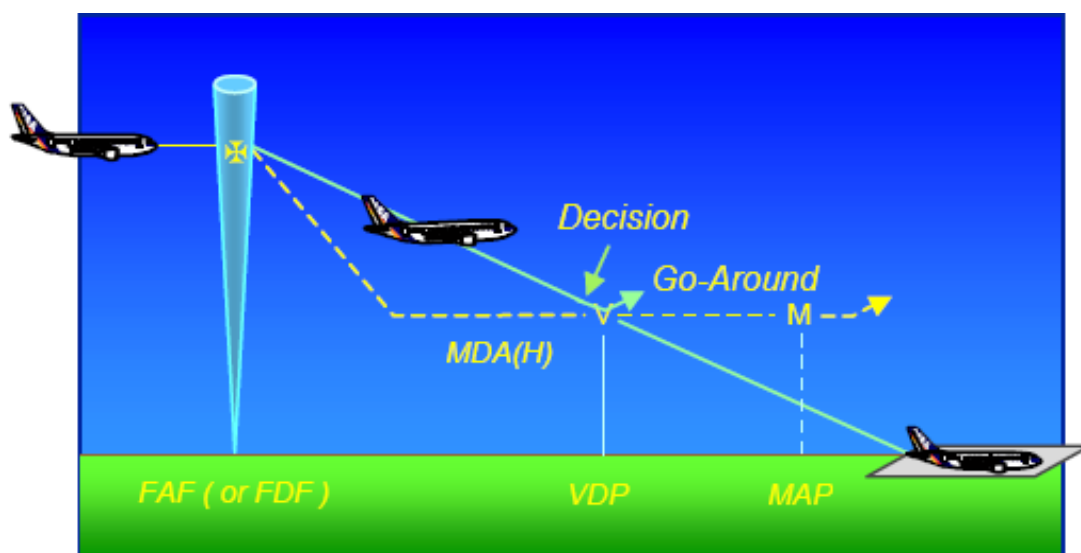 Decision
Go-Around
V
M
MDA(H)
FAF ( or FDF )
VDP
MAP